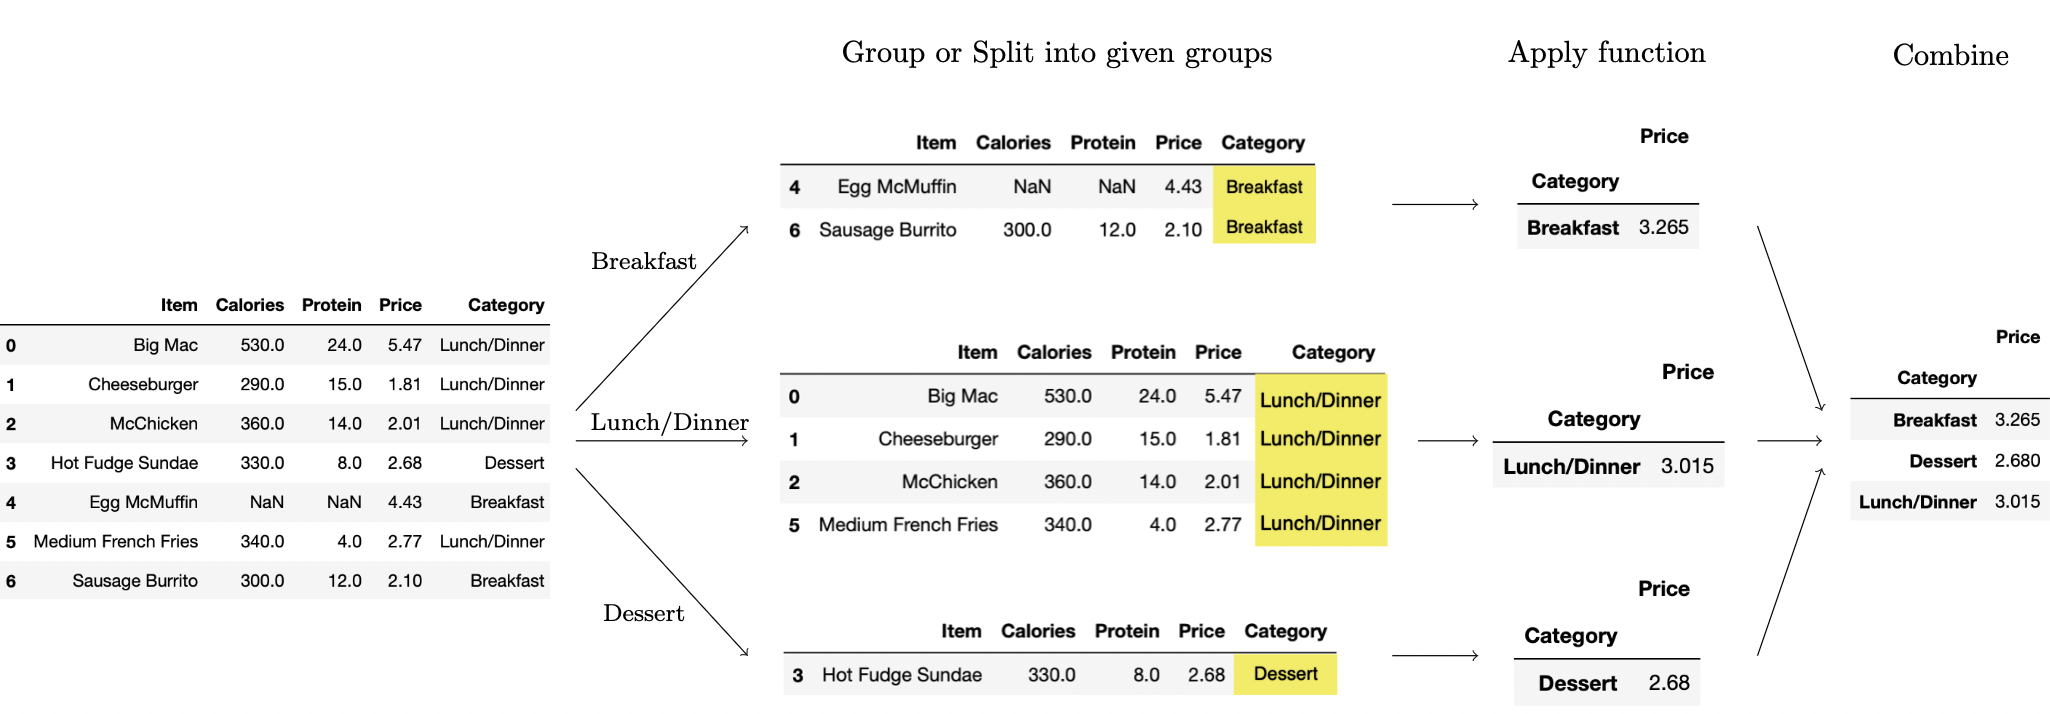 Group or Split into given groups
Apply function
Combine
Item Calories Protein Price Category
0 Big Mac 530.0 24.0 5.47 Lunch/Dinner
1 Cheeseburger 290.0 15.0 1.81 Lunch/Dinner
2 McChicken 360.0 14.0 2.01 Lunch/Dinner
3 Hot Fudge Sundae 330.0 8.0 2.68 Dessert
4 Egg McMuffin NaN NaN 4.43 Breakfast
5 Medium French Fries 340.0 4.0 2.77 Lunch/Dinner
6 Sausage Burrito 300.0 12.0 2.10 Breakfast
Breakfast
Lunch/Dinner
Dessert
Item Calories Protein Price Category
4 Egg McMuffin NaN NaN 4.43 Breakfast
6 Sausage Burrito 300.0 12.0 2.10 Breakfast
Item Calories Protein Price Category
0 Big Mac 530.0 24.0 5.47 Lunch/Dinner
1 Cheeseburger 290.0 15.0 1.81 Lunch/Dinner
2 McChicken 360.0 14.0 2.01 Lunch/Dinner
5 Medium French Fries 340.0 4.0 2.77 Lunch/Dinner
Item Calories Protein Price Category
3 Hot Fudge Sundae 330.0 8.0 2.68 Dessert
Price
Category
Breakfast 3.265
Price
Category
Lunch/Dinner 3.015
Price
Category
Dessert 2.68
Price
Category
Breakfast 3.265
Dessert 2.680
Lunch/Dinner 3.015